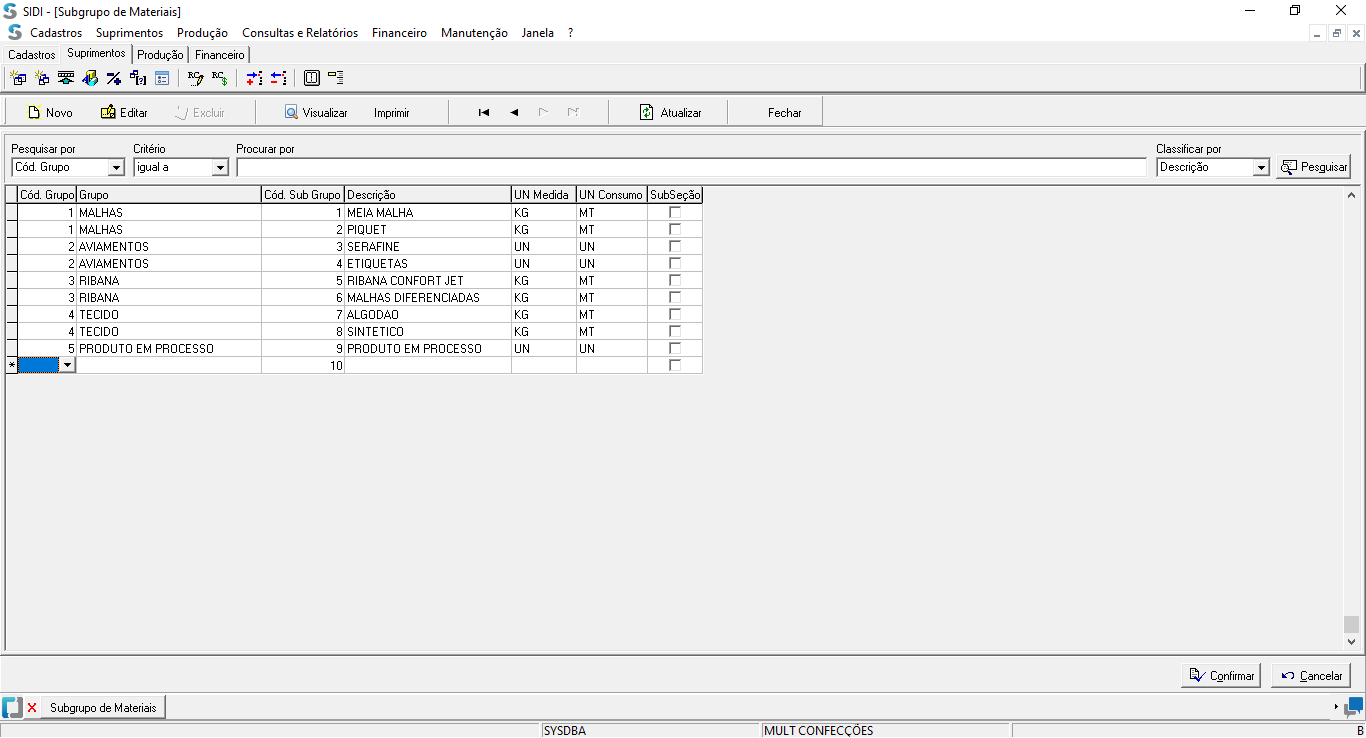 SIDI - [Subgrupo de Materiais]
Cadastros Suprimentos Produção Consultas e Relatórios Financeiro Manutenção Janela ?
Cadastros Suprimentos Produção Financeiro
Novo Editar Excluir Visualizar Imprimir Atualizar Fechar
Pesquisar por Critério Procurar por Classificar por
Cód. Grupo igual a Descrição Pesquisar
Cód. Grupo Grupo Cód. Sub Grupo Descrição UN Medida UN Consumo SubSeção
1 MALHAS 1 MEIA MALHA KG MT
1 MALHAS 2 PIQUET KG MT
2 AVIAMENTOS 3 SERAFINE UN UN
2 AVIAMENTOS 4 ETIQUETAS UN UN
3 RIBANA 5 RIBANA CONFORT JET KG MT
3 RIBANA 6 MALHAS DIFERENCIADAS KG MT
4 TECIDO 7 ALGODAO KG MT
4 TECIDO 8 SINTETICO KG MT
5 PRODUTO EM PROCESSO 9 PRODUTO EM PROCESSO UN UN
* 10
Confirmar Cancelar
Subgrupo de Materiais
SYSDBA MULT CONFECÇÕES B